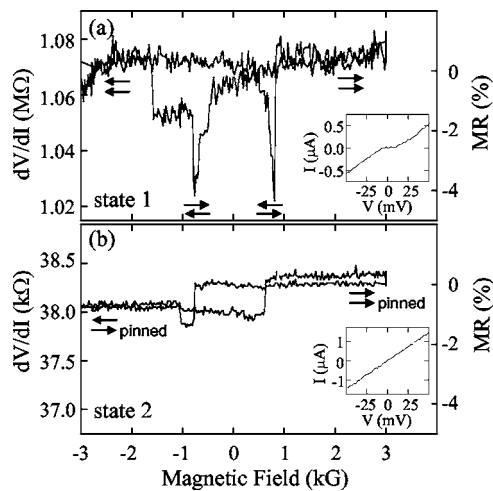 (a)
1.08
1.06
1.04
1.02
dV/dI (MΩ)
0
-2
-4
MR (%)
state 1
0.5
0.0
-0.5
I (μA)
-25 0 25
V (mV)
(b)
38.5
38.0
37.5
37.0
dV/dI (kΩ)
0
-2
-4
MR (%)
pinned
pinned
state 2
1
0
-1
I (μA)
-25 0 25
V (mV)
-3 -2 -1 0 1 2 3
Magnetic Field (kG)